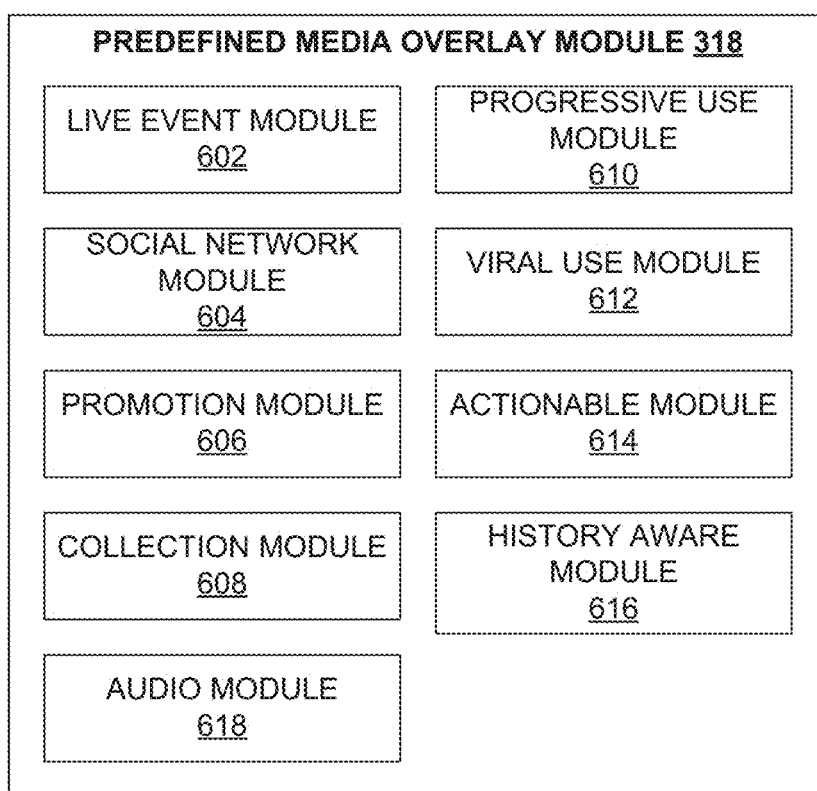 PREDEFINED MEDIA OVERLAY MODULE 318
LIVE EVENT MODULE
602
PROGRESSIVE USE
MODULE
610
SOCIAL NETWORK
MODULE
604
VIRAL USE MODULE
612
PROMOTION MODULE
606
ACTIONABLE MODULE
614
COLLECTION MODULE
608
HISTORY AWARE
MODULE
616
AUDIO MODULE
618